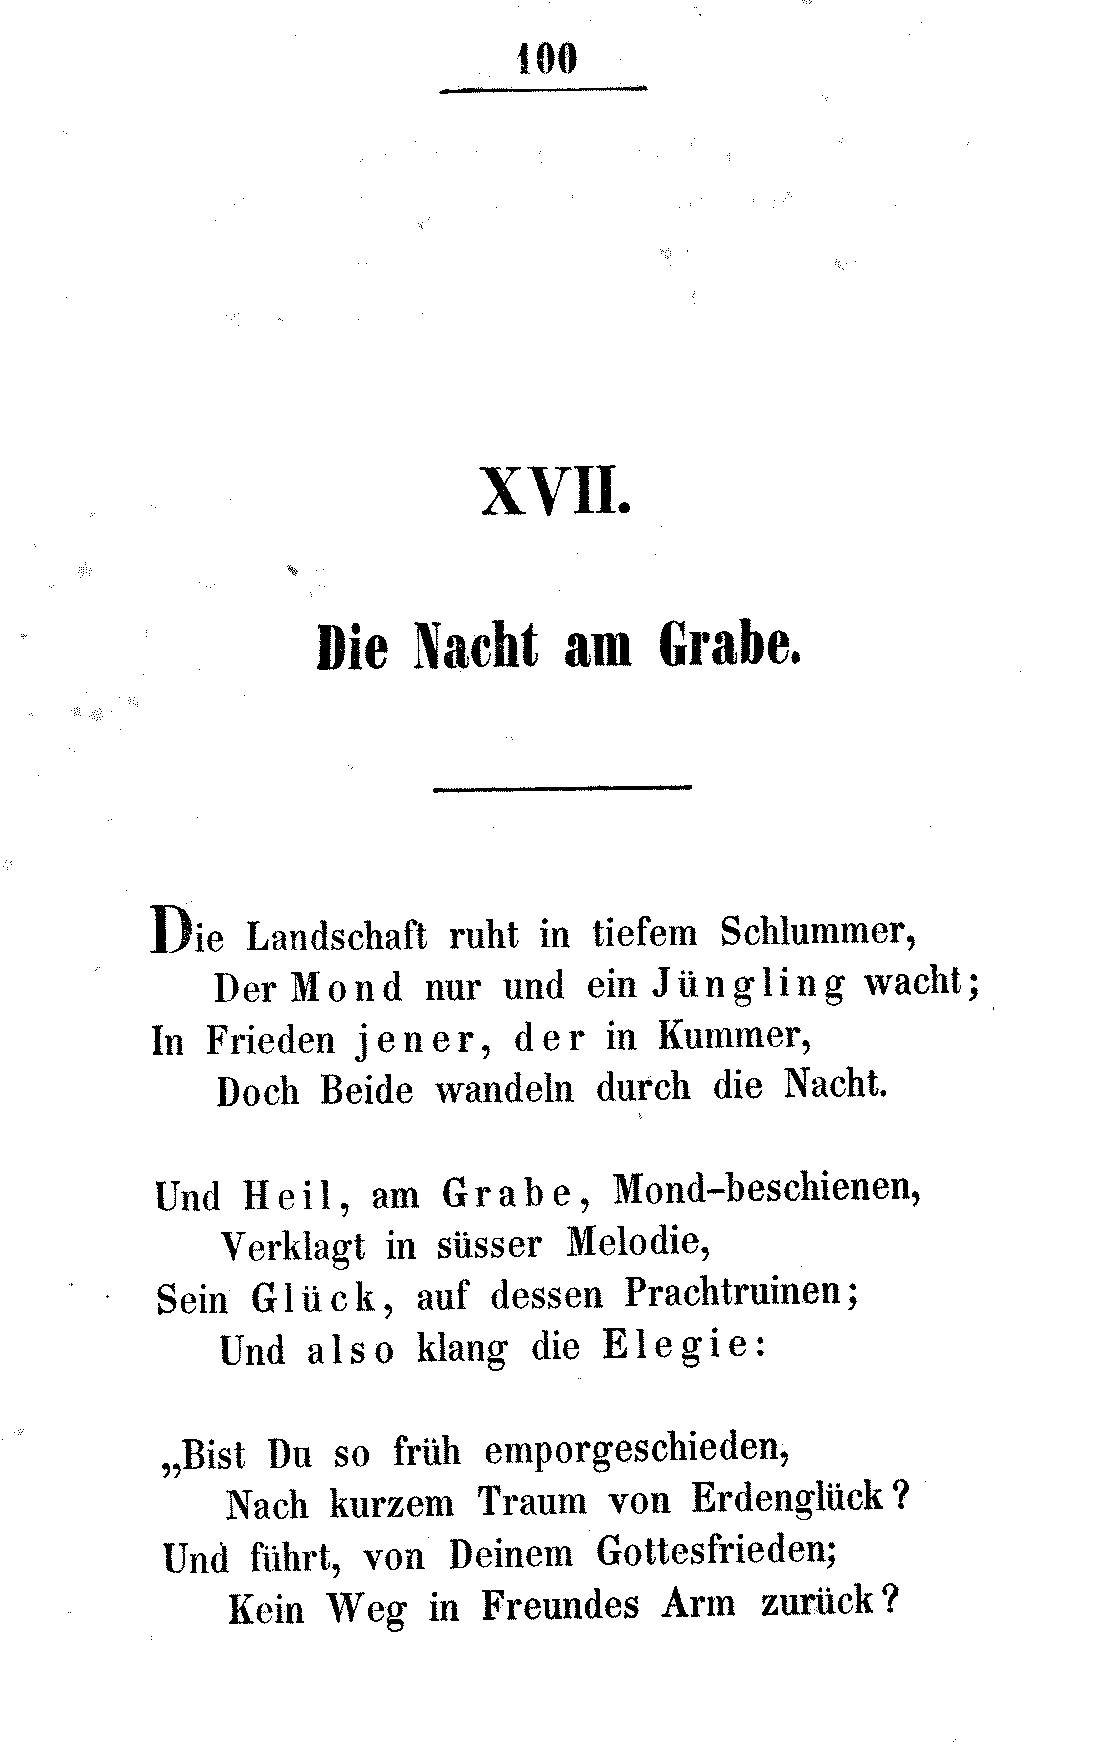 100
XVII.
Die Nacht am Grabe.
Die Landschaft ruht in tiefem Schlummer,
Der Mond nur und ein Jüngling wacht;
In Frieden jener, der in Kummer,
Doch Beide wandeln durch die Nacht.
Und Heil, am Grabe, Mond-beschienen,
Verklagt in süsser Melodie,
Sein Glück, auf dessen Prachtruinen;
Und also klang die Elegie:
„Bist Du so früh emporgeschieden,
Nach kurzem Traum von Erdenglück?
Und führt, von Deinem Gottesfrieden;
Kein Weg in Freundes Arm zurück?